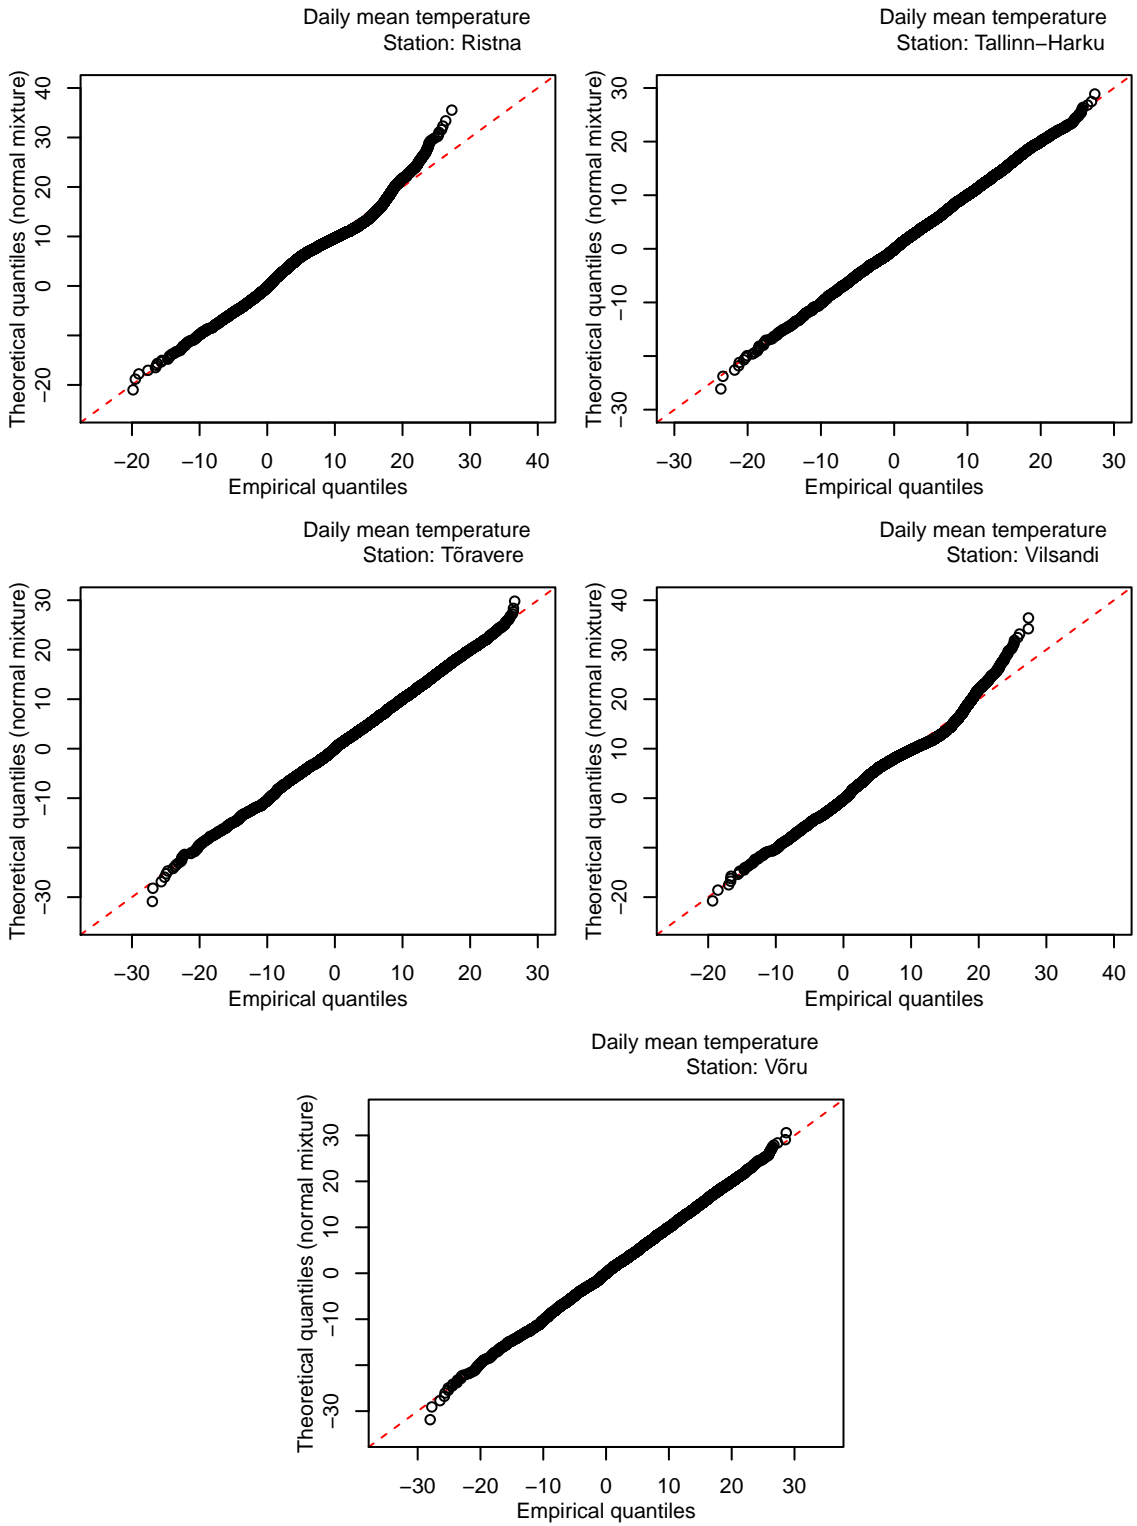 Daily mean temperature
Station: Ristna
Theoretical quantiles (normal mixture)
40
30
20
10
0
−20
−20 −10 0 10 20 30 40
Empirical quantiles
Daily mean temperature
Station: Tallinn−Harku
Theoretical quantiles (normal mixture)
30
20
10
0
−10
−30
−30 −20 −10 0 10 20 30
Empirical quantiles
Daily mean temperature
Station: Tõravere
Theoretical quantiles (normal mixture)
30
20
10
0
−10
−30
−30 −20 −10 0 10 20 30
Empirical quantiles
Daily mean temperature
Station: Vilsandi
Theoretical quantiles (normal mixture)
40
30
20
10
0
−20
−20 −10 0 10 20 30 40
Empirical quantiles
Daily mean temperature
Station: Võru
Theoretical quantiles (normal mixture)
30
20
10
0
−10
−30
−30 −20 −10 0 10 20 30
Empirical quantiles